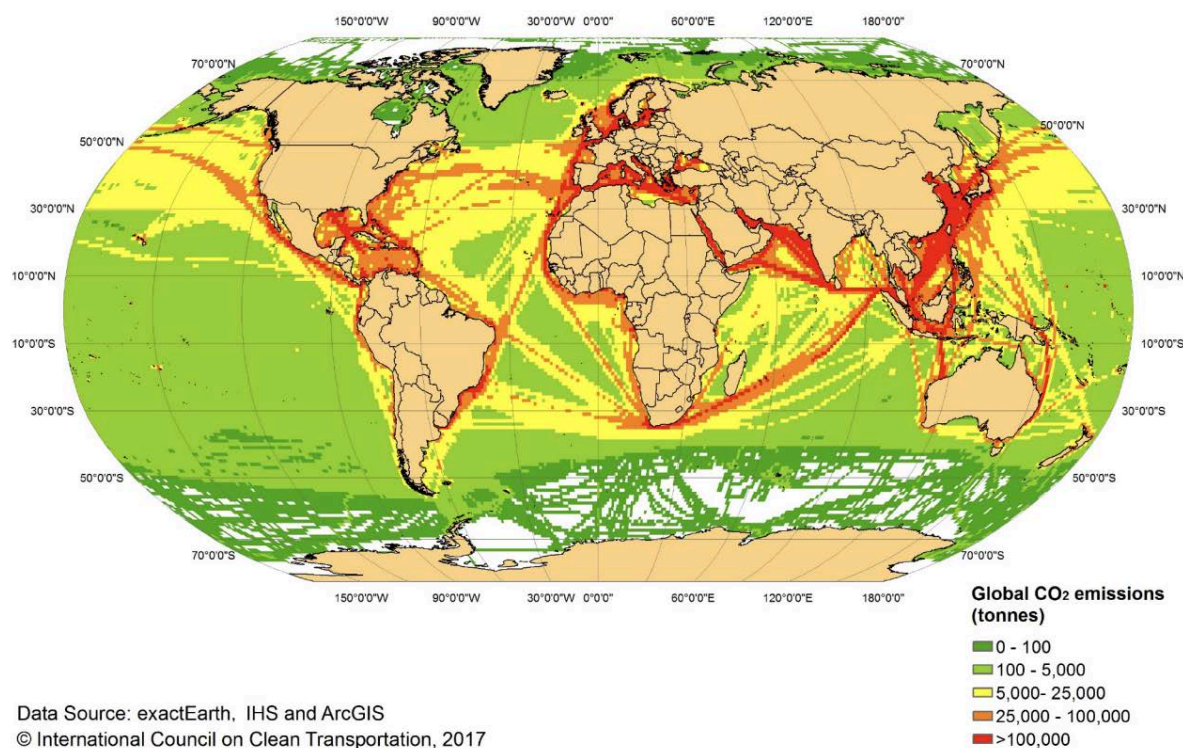 150°0'0"W 90°0'0"W 30°0'0"W 0°0'0" 60°0'0"E 120°0'0"E 180°0'0"
70°0'0"N 70°0'0"N
50°0'0"N 50°0'0"N
30°0'0"N 30°0'0"N
10°0'0"N 10°0'0"N
10°0'0"S 10°0'0"S
30°0'0"S 30°0'0"S
50°0'0"S 50°0'0"S
70°0'0"S 70°0'0"S
150°0'0"W 90°0'0"W 30°0'0"W 0°0'0" 60°0'0"E 120°0'0"E 180°0'0"
Global CO₂ emissions
(tonnes)
0 - 100
100 - 5,000
5,000- 25,000
25,000 - 100,000
>100,000
Data Source: exactEarth, IHS and ArcGIS
© International Council on Clean Transportation, 2017